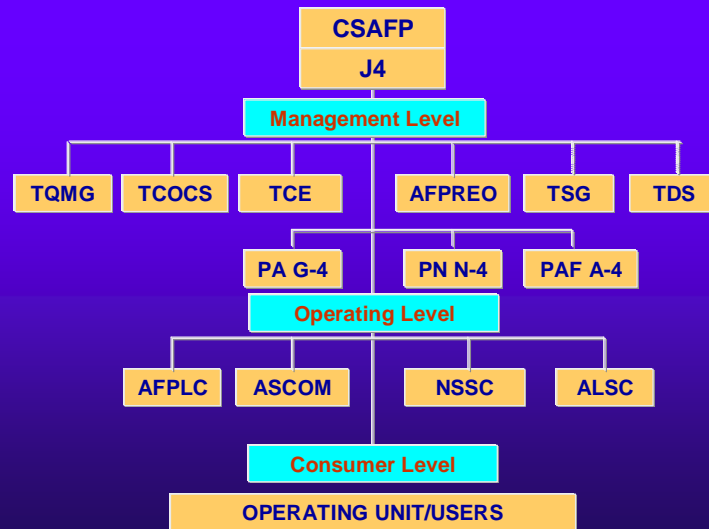 CSAFP
J4
Management Level
TQMG TCOCS TCE AFPREO TSG TDS
PA G-4 PN N-4 PAF A-4
Operating Level
AFPLC ASCOM NSSC ALSC
Consumer Level
OPERATING UNIT/USERS